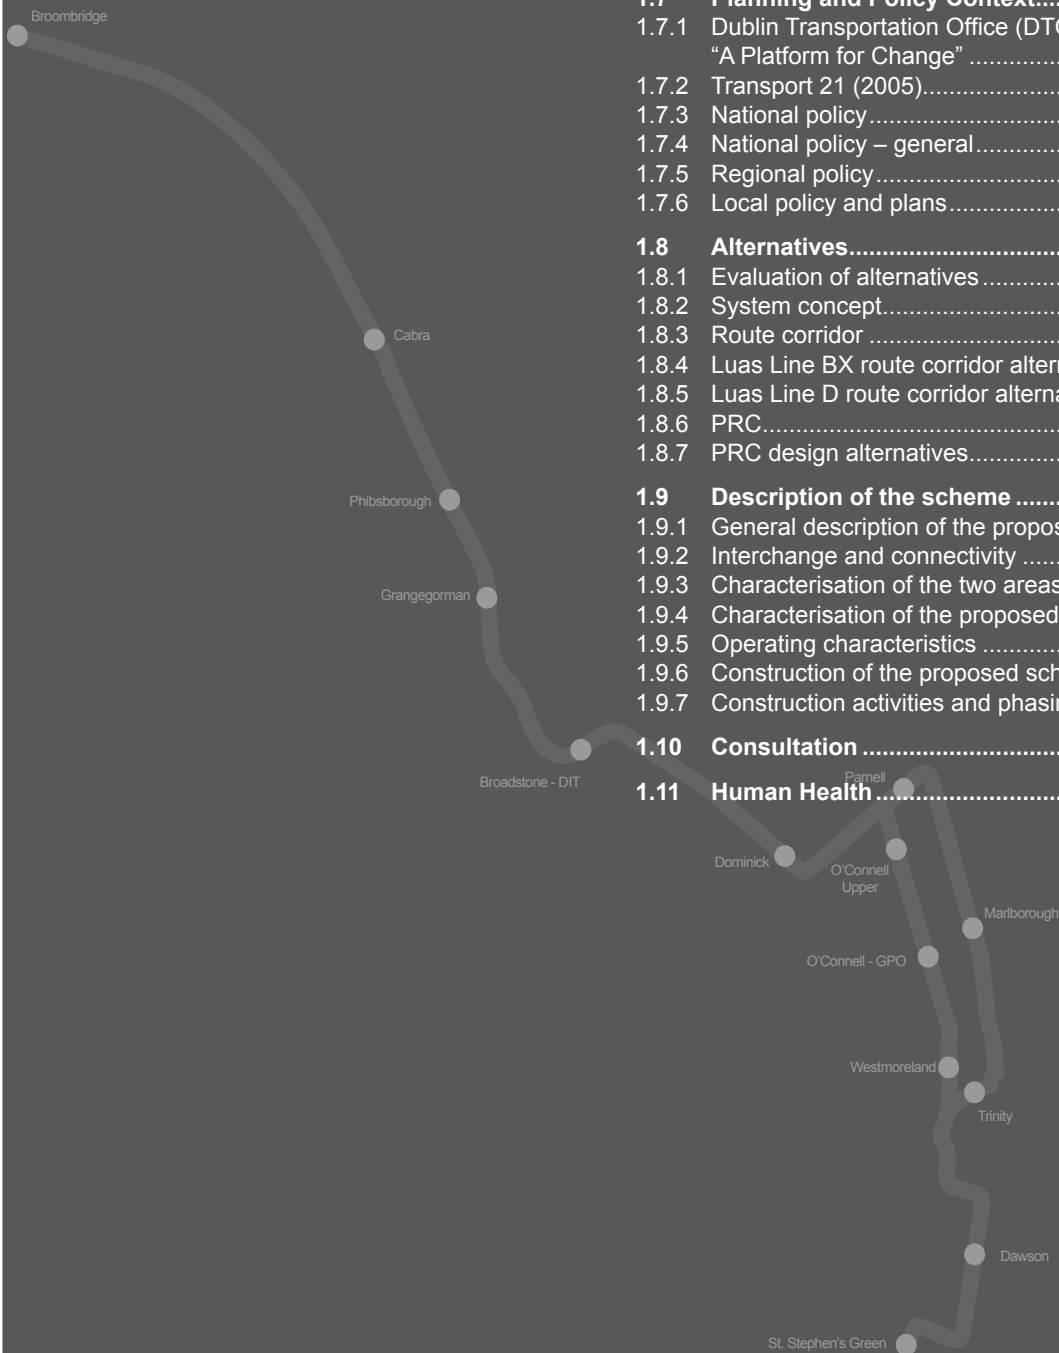 1.7 Planning and Policy Context....
1.7.1 Dublin Transportation Office (DTO
“A Platform for Change” ..............
1.7.2 Transport 21 (2005)......................
1.7.3 National policy...............................
1.7.4 National policy – general.............
1.7.5 Regional policy..............................
1.7.6 Local policy and plans..................
1.8 Alternatives...................................
1.8.1 Evaluation of alternatives............
1.8.2 System concept.............................
1.8.3 Route corridor ...............................
1.8.4 Luas Line BX route corridor altern
1.8.5 Luas Line D route corridor alterna
1.8.6 PRC................................................
1.8.7 PRC design alternatives...............
1.9 Description of the scheme .......
1.9.1 General description of the propos
1.9.2 Interchange and connectivity ......
1.9.3 Characterisation of the two areas
1.9.4 Characterisation of the proposed
1.9.5 Operating characteristics ............
1.9.6 Construction of the proposed sch
1.9.7 Construction activities and phasin
1.10 Consultation ................................
1.11 Human Health..............................
Broombridge
Cabra
Phibsborough
Grangegorman
Broadstone - DIT
Parnell
Dominick
O'Connell
Upper
Marlborough
O'Connell - GPO
Westmoreland
Trinity
Dawson
St. Stephen's Green